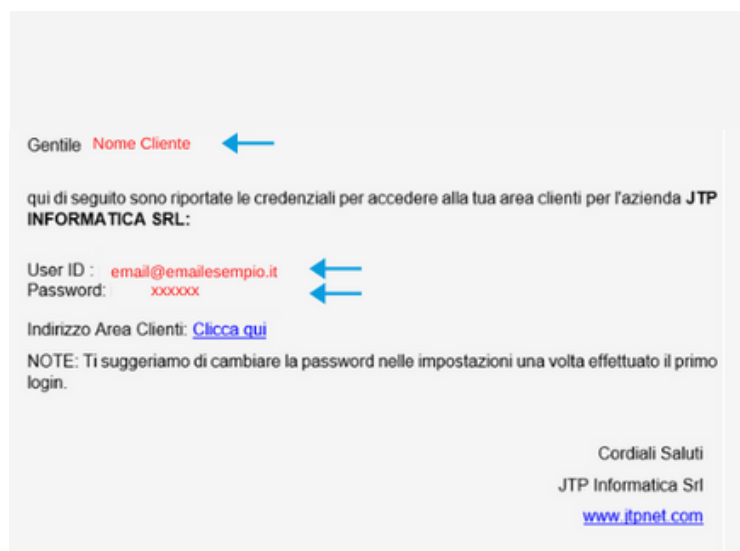 Gentile Nome Cliente
qui di seguito sono riportate le credenziali per accedere alla tua area clienti per l'azienda JTP
INFORMATICA SRL:
User ID : email@emailesempio.it
Password: xxxxxx
Indirizzo Area Clienti: Clicca qui
NOTE: Ti suggeriamo di cambiare la password nelle impostazioni una volta effettuato il primo
login.
Cordiali Saluti
JTP Informatica Srl
www.jtpnet.com